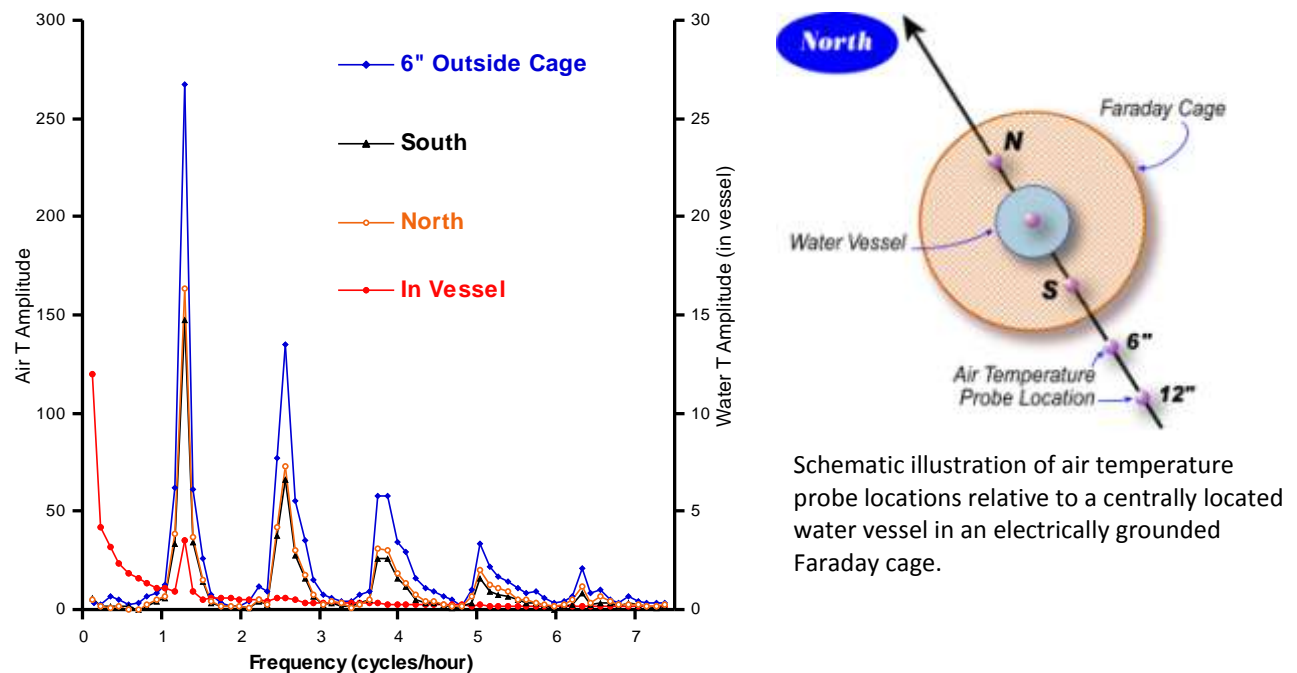 300
250
200
150
100
50
0
Air T Amplitude
6" Outside Cage
South
North
In Vessel
30
25
20
15
10
5
0
Water T Amplitude (in vessel)
0 1 2 3 4 5 6 7
Frequency (cycles/hour)
North
Faraday Cage
N
Water Vessel
S
6"
Air Temperature
Probe Location
12"
Schematic illustration of air temperature
probe locations relative to a centrally located
water vessel in an electrically grounded
Faraday cage.